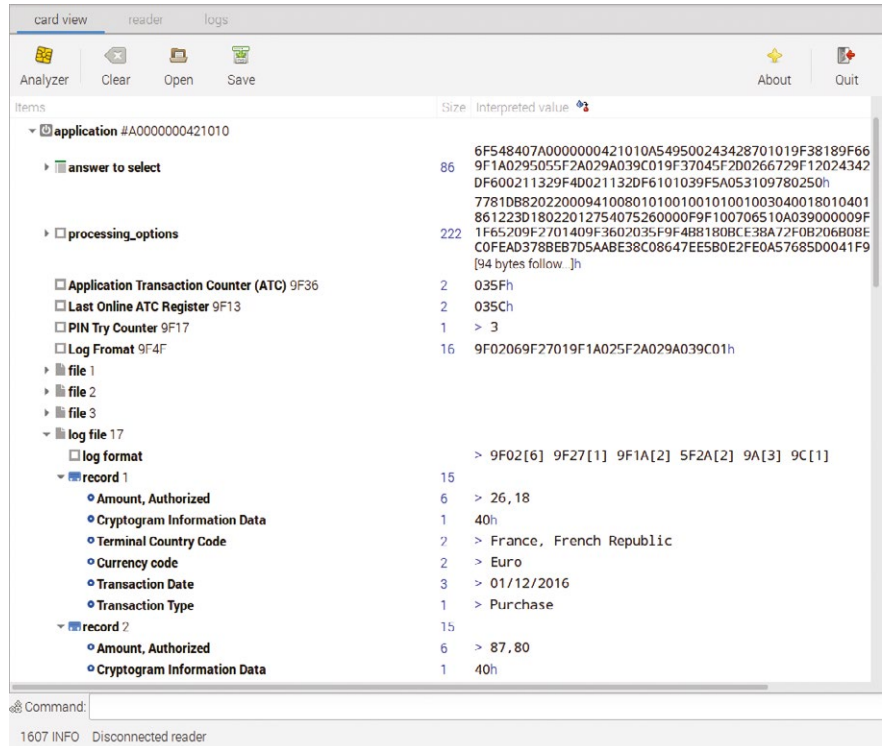 card view reader logs
Analyzer Clear Open Save About Quit
Items Size Interpreted value
application #A0000000421010
answer to select 86 6F548407A0000000421010A549500243428701019F38189F66
9F1A0295055F2A029A039C019F37045F2D0266729F12024342
DF600211329F4D021132DF6101039F5A053109780250h
processing_options 222 7781DB82022000941008010100100101001003040018010401
861223D18022012754075260000F9F100706510A039000009F
1F65209F2701409F3602035F9F4B8180BCE38A72F0B206B08E
C0FEAD378BEB7D5AABE38C08647EE5B0E2FE0A57685D0041F9
[94 bytes follow...]h
Application Transaction Counter (ATC) 9F36 2 035Fh
Last Online ATC Register 9F13 2 035Ch
PIN Try Counter 9F17 1 > 3
Log Fromat 9F4F 16 9F02069F27019F1A025F2A029A039C01h
file 1
file 2
file 3
log file 17
log format > 9F02[6] 9F27[1] 9F1A[2] 5F2A[2] 9A[3] 9C[1]
record 1 15
Amount, Authorized 6 > 26,18
Cryptogram Information Data 1 40h
Terminal Country Code 2 > France, French Republic
Currency code 2 > Euro
Transaction Date 3 > 01/12/2016
Transaction Type 1 > Purchase
record 2 15
Amount, Authorized 6 > 87,80
Cryptogram Information Data 1 40h
Command:
1607 INFO Disconnected reader